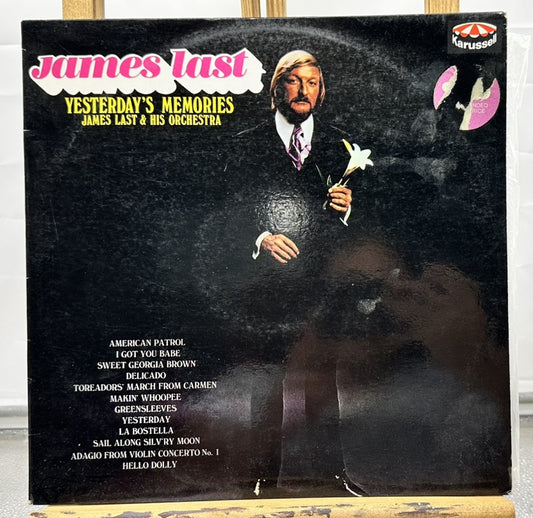 james last
YESTERDAY'S MEMORIES
JAMES LAST & HIS ORCHESTRA
Karussell
AMERICAN PATROL
I GOT YOU BABE
SWEET GEORGIA BROWN
DELICADO
TOREADORS' MARCH FROM CARMEN
MAKIN' WHOOPEE
GREENSLEEVES
YESTERDAY
LA BOSTELLA
SAIL ALONG SILV'RY MOON
ADAGIO FROM VIOLIN CONCERTO No. 1
HELLO DOLLY